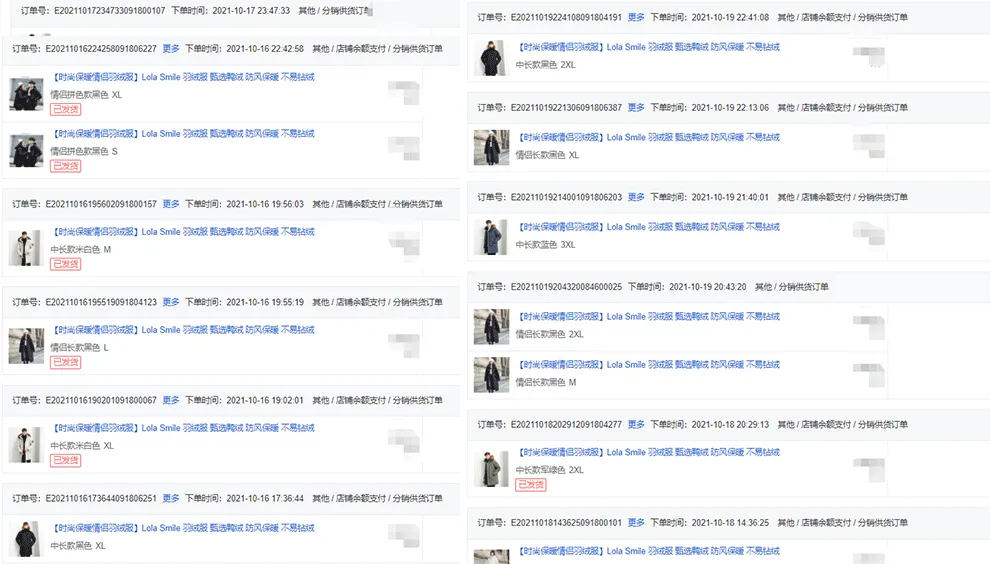 订单号：E20211017234733091800107 下单时间：2021-10-17 23:47:33 其他 / 分销供货订单
订单号：E20211016224258091806227 更多 下单时间：2021-10-16 22:42:58 其他 / 店铺余额支付 / 分销供货订单
【时尚保暖情侣羽绒服】Lola Smile 羽绒服 甄选鸭绒 防风保暖 不易钻绒
情侣拼色款黑色 XL
已发货
【时尚保暖情侣羽绒服】Lola Smile 羽绒服 甄选鸭绒 防风保暖 不易钻绒
情侣拼色款黑色 S
已发货
订单号：E20211016195602091800157 更多 下单时间：2021-10-16 19:56:03 其他 / 店铺余额支付 / 分销供货订单
【时尚保暖情侣羽绒服】Lola Smile 羽绒服 甄选鸭绒 防风保暖 不易钻绒
中长款米白色 M
已发货
订单号：E20211016195519091804123 更多 下单时间：2021-10-16 19:55:19 其他 / 店铺余额支付 / 分销供货订单
【时尚保暖情侣羽绒服】Lola Smile 羽绒服 甄选鸭绒 防风保暖 不易钻绒
情侣长款黑色 L
已发货
订单号：E20211016190201091800067 更多 下单时间：2021-10-16 19:02:01 其他 / 店铺余额支付 / 分销供货订单
【时尚保暖情侣羽绒服】Lola Smile 羽绒服 甄选鸭绒 防风保暖 不易钻绒
中长款米白色 XL
已发货
订单号：E20211016173644091806251 更多 下单时间：2021-10-16 17:36:44 其他 / 店铺余额支付 / 分销供货订单
【时尚保暖情侣羽绒服】Lola Smile 羽绒服 甄选鸭绒 防风保暖 不易钻绒
中长款黑色 XL
订单号：E20211019224108091804191 更多 下单时间：2021-10-19 22:41:08 其他 / 店铺余额支付 / 分销供货订单
【时尚保暖情侣羽绒服】Lola Smile 羽绒服 甄选鸭绒 防风保暖 不易钻绒
中长款黑色 2XL
订单号：E20211019221306091806387 更多 下单时间：2021-10-19 22:13:06 其他 / 店铺余额支付 / 分销供货订单
【时尚保暖情侣羽绒服】Lola Smile 羽绒服 甄选鸭绒 防风保暖 不易钻绒
情侣长款黑色 XL
订单号：E20211019214001091806203 更多 下单时间：2021-10-19 21:40:01 其他 / 店铺余额支付 / 分销供货订单
【时尚保暖情侣羽绒服】Lola Smile 羽绒服 甄选鸭绒 防风保暖 不易钻绒
中长款蓝色 3XL
订单号：E20211019204320084600025 下单时间：2021-10-19 20:43:20 其他 / 分销供货订单
【时尚保暖情侣羽绒服】Lola Smile 羽绒服 甄选鸭绒 防风保暖 不易钻绒
情侣长款黑色 2XL
【时尚保暖情侣羽绒服】Lola Smile 羽绒服 甄选鸭绒 防风保暖 不易钻绒
情侣长款黑色 M
订单号：E20211018202912091804277 更多 下单时间：2021-10-18 20:29:13 其他 / 店铺余额支付 / 分销供货订单
【时尚保暖情侣羽绒服】Lola Smile 羽绒服 甄选鸭绒 防风保暖 不易钻绒
中长款军绿色 2XL
已发货
订单号：E20211018143625091800101 更多 下单时间：2021-10-18 14:36:25 其他 / 店铺余额支付 / 分销供货订单
【时尚保暖情侣羽绒服】Lola Smile 羽绒服 甄选鸭绒 防风保暖 不易钻绒